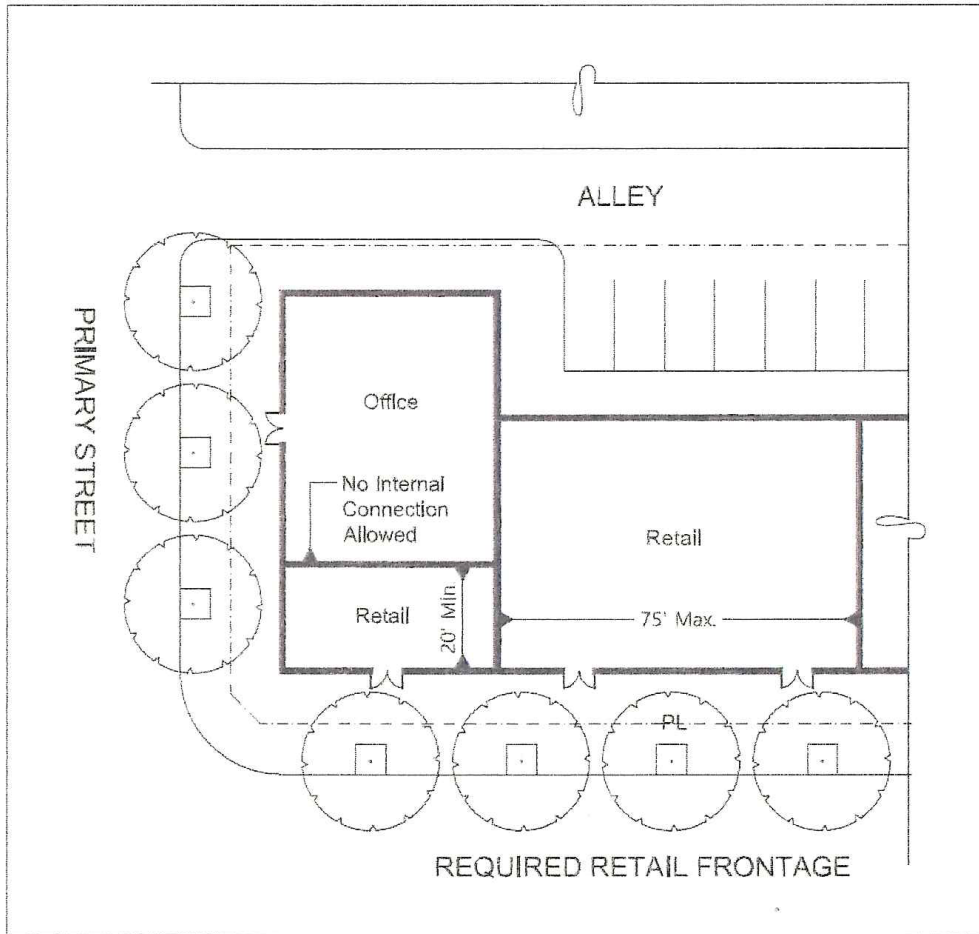 ALLEY
PRIMARY STREET
Office
No Internal
Connection
Allowed
Retail
Retail
20' Min.
75' Max.
PL
REQUIRED RETAIL FRONTAGE